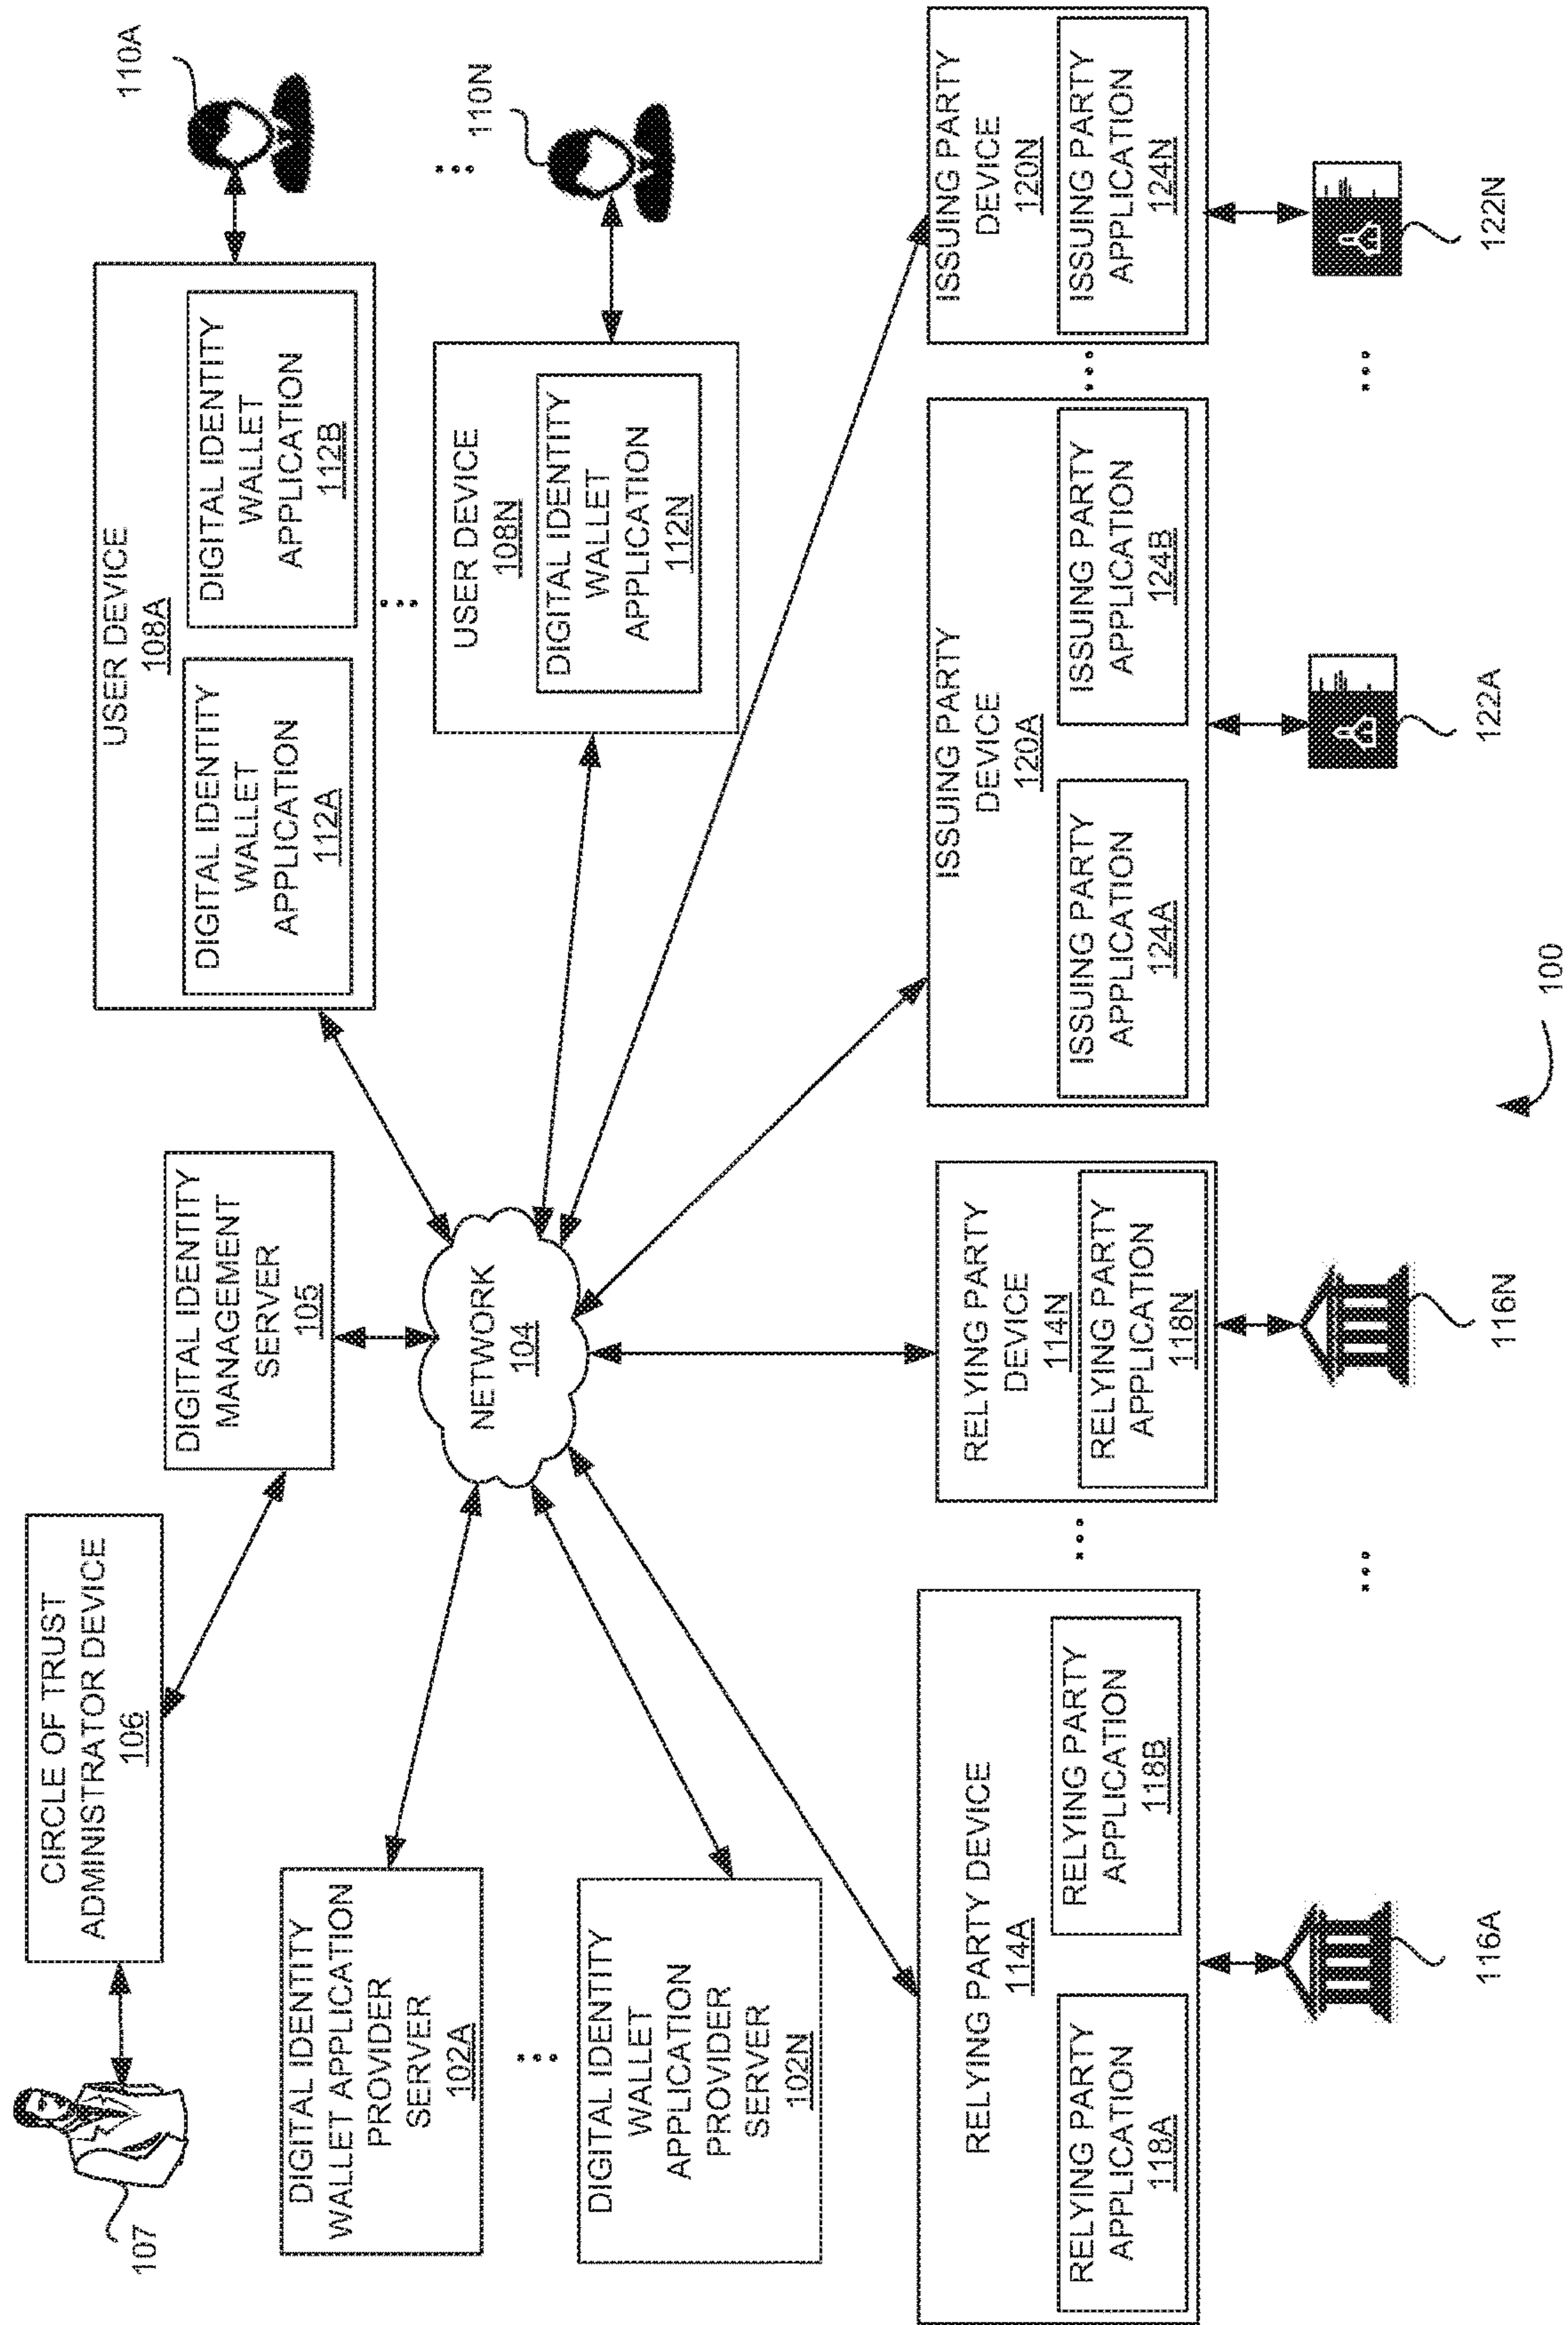 107
CIRCLE OF TRUST
ADMINISTRATOR DEVICE
106
DIGITAL IDENTITY
MANAGEMENT
SERVER
105
USER DEVICE
108A
DIGITAL IDENTITY
WALLET
APPLICATION
112A
DIGITAL IDENTITY
WALLET
APPLICATION
112B
110A
DIGITAL IDENTITY
WALLET APPLICATION
PROVIDER
SERVER
102A
DIGITAL IDENTITY
WALLET
APPLICATION
PROVIDER
SERVER
102N
NETWORK
104
USER DEVICE
108N
DIGITAL IDENTITY
WALLET
APPLICATION
112N
110N
RELYING PARTY DEVICE
114A
RELYING PARTY
APPLICATION
118A
RELYING PARTY
APPLICATION
118B
RELYING PARTY
DEVICE
114N
RELYING PARTY
APPLICATION
118N
ISSUING PARTY
DEVICE
120A
ISSUING PARTY
APPLICATION
124A
ISSUING PARTY
APPLICATION
124B
ISSUING PARTY
DEVICE
120N
ISSUING PARTY
APPLICATION
124N
116A
116N
122A
122N
100